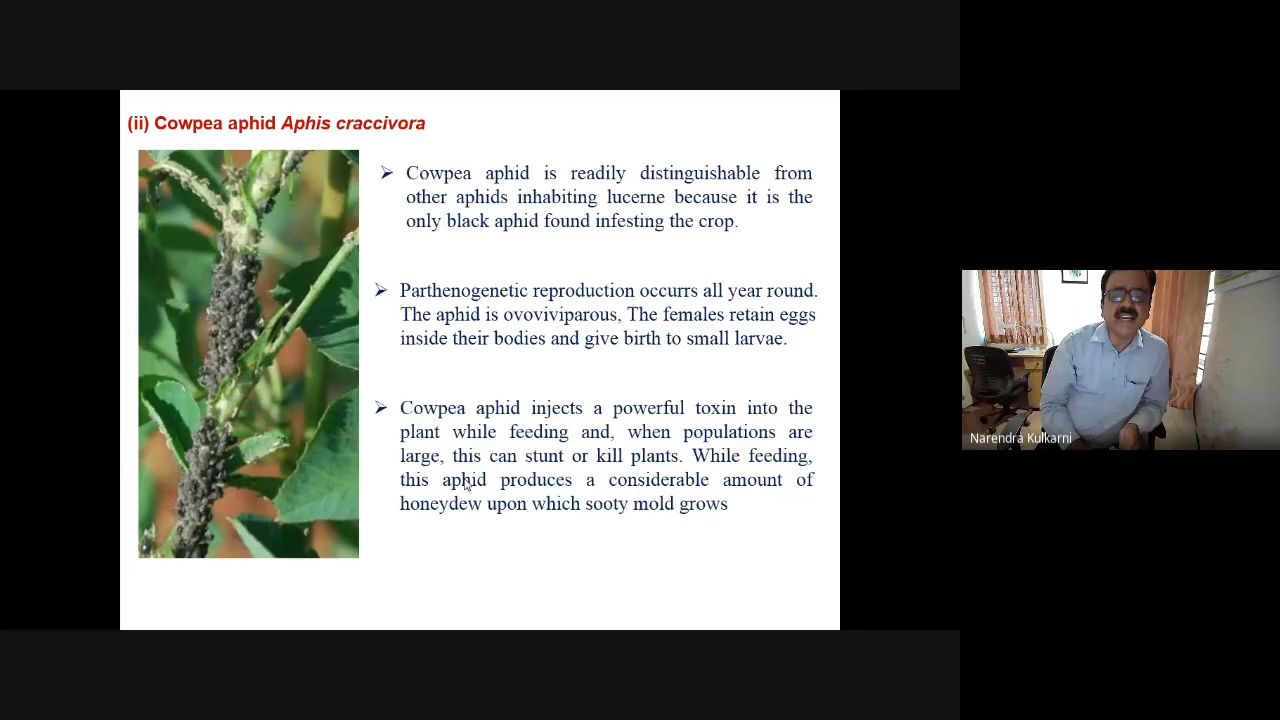 (ii) Cowpea aphid Aphis craccivora
➢ Cowpea aphid is readily distinguishable from
other aphids inhabiting lucerne because it is the
only black aphid found infesting the crop.
➢ Parthenogenetic reproduction occurrs all year round.
The aphid is ovoviviparous, The females retain eggs
inside their bodies and give birth to small larvae.
➢ Cowpea aphid injects a powerful toxin into the
plant while feeding and, when populations are
large, this can stunt or kill plants. While feeding,
this aphid produces a considerable amount of
honeydew upon which sooty mold grows
Narendra Kulkarni